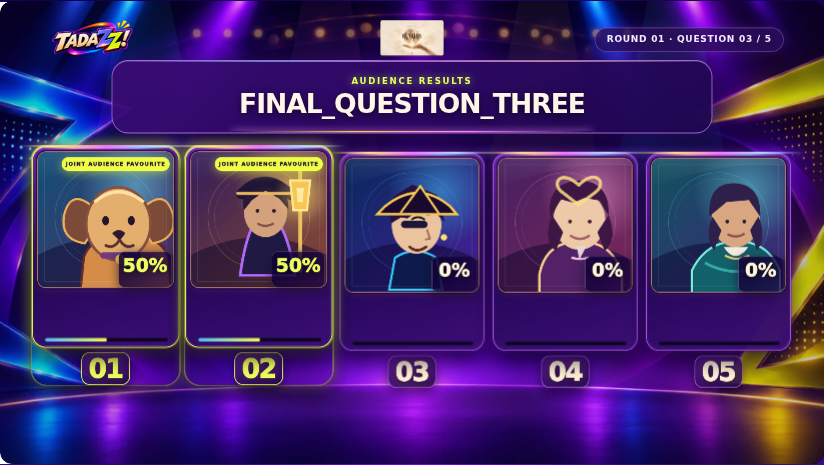 TADAZZ!
ROUND 01 · QUESTION 03 / 5
AUDIENCE RESULTS
FINAL_QUESTION_THREE
JOINT AUDIENCE FAVOURITE
JOINT AUDIENCE FAVOURITE
50%
50%
0%
0%
0%
01
02
03
04
05